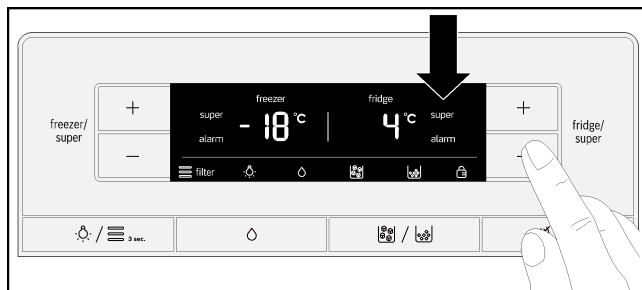 freezer
fridge
super
-18 °C
4 °C
super
alarm
alarm
filter
freezer/
super
+
−
+
−
fridge/
super
/
3 sec.
/